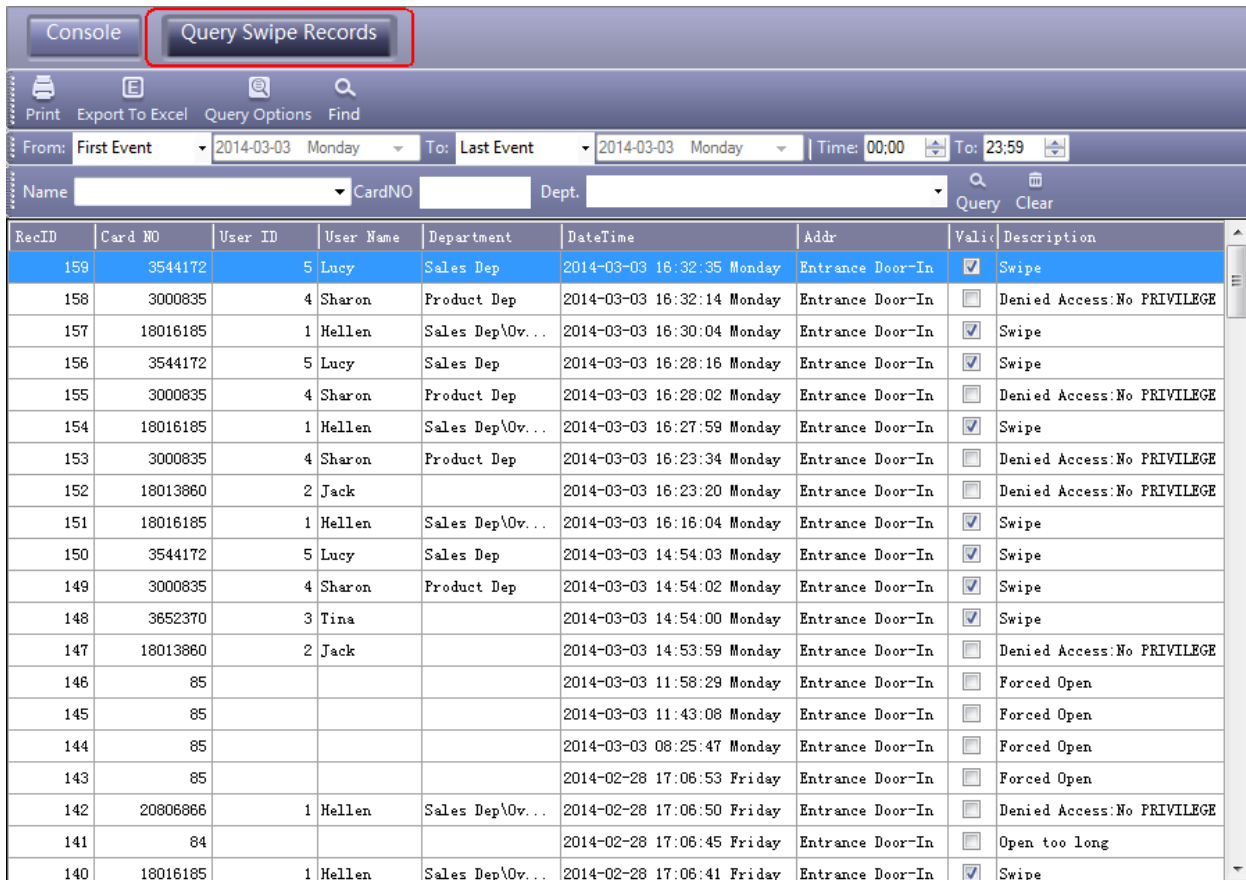 Console Query Swipe Records
Print Export To Excel Query Options Find
From: First Event 2014-03-03 Monday To: Last Event 2014-03-03 Monday Time: 00;00 To: 23;59
Name CardNO Dept. Query Clear
RecID Card NO User ID User Name Department DateTime Addr Valid Description
159 3544172 5 Lucy Sales Dep 2014-03-03 16:32:35 Monday Entrance Door-In Swipe
158 3000835 4 Sharon Product Dep 2014-03-03 16:32:14 Monday Entrance Door-In Denied Access:No PRIVILEGE
157 18016185 1 Hellen Sales Dep\Ov... 2014-03-03 16:30:04 Monday Entrance Door-In Swipe
156 3544172 5 Lucy Sales Dep 2014-03-03 16:28:16 Monday Entrance Door-In Swipe
155 3000835 4 Sharon Product Dep 2014-03-03 16:28:02 Monday Entrance Door-In Denied Access:No PRIVILEGE
154 18016185 1 Hellen Sales Dep\Ov... 2014-03-03 16:27:59 Monday Entrance Door-In Swipe
153 3000835 4 Sharon Product Dep 2014-03-03 16:23:34 Monday Entrance Door-In Denied Access:No PRIVILEGE
152 18013860 2 Jack 2014-03-03 16:23:20 Monday Entrance Door-In Denied Access:No PRIVILEGE
151 18016185 1 Hellen Sales Dep\Ov... 2014-03-03 16:16:04 Monday Entrance Door-In Swipe
150 3544172 5 Lucy Sales Dep 2014-03-03 14:54:03 Monday Entrance Door-In Swipe
149 3000835 4 Sharon Product Dep 2014-03-03 14:54:02 Monday Entrance Door-In Swipe
148 3652370 3 Tina 2014-03-03 14:54:00 Monday Entrance Door-In Swipe
147 18013860 2 Jack 2014-03-03 14:53:59 Monday Entrance Door-In Denied Access:No PRIVILEGE
146 85 2014-03-03 11:58:29 Monday Entrance Door-In Forced Open
145 85 2014-03-03 11:43:08 Monday Entrance Door-In Forced Open
144 85 2014-03-03 08:25:47 Monday Entrance Door-In Forced Open
143 85 2014-02-28 17:06:53 Friday Entrance Door-In Forced Open
142 20806866 1 Hellen Sales Dep\Ov... 2014-02-28 17:06:50 Friday Entrance Door-In Denied Access:No PRIVILEGE
141 84 2014-02-28 17:06:45 Friday Entrance Door-In Open too long
140 18016185 1 Hellen Sales Dep\Ov... 2014-02-28 17:06:41 Friday Entrance Door-In Swipe